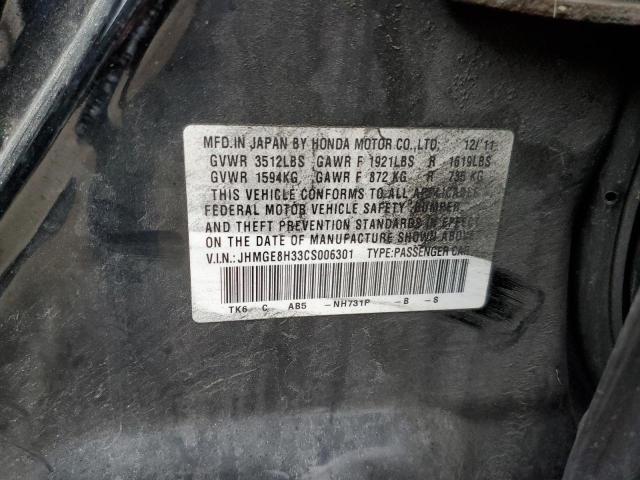 MFD.IN JAPAN BY HONDA MOTOR CO.,LTD. 12/'11
GVWR 3512LBS GAWR F 1921LBS R 1619LBS
GVWR 1594KG GAWR F 872 KG R 735 KG
THIS VEHICLE CONFORMS TO ALL APPLICABLE
FEDERAL MOTOR VEHICLE SAFETY, BUMPER,
AND THEFT PREVENTION STANDARDS IN EFFECT
ON THE DATE OF MANUFACTURE SHOWN ABOVE.
V.I.N.: JHMGE8H33CS006301 TYPE:PASSENGER CAR
TK6 C AB5 -NH731P -B -S